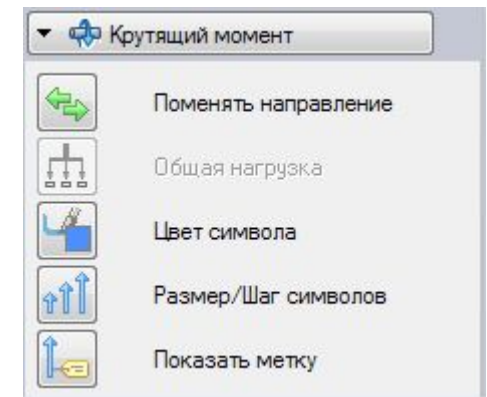 Крутящий момент
Поменять направление
Общая нагрузка
Цвет символа
Размер/Шаг символов
Показать метку